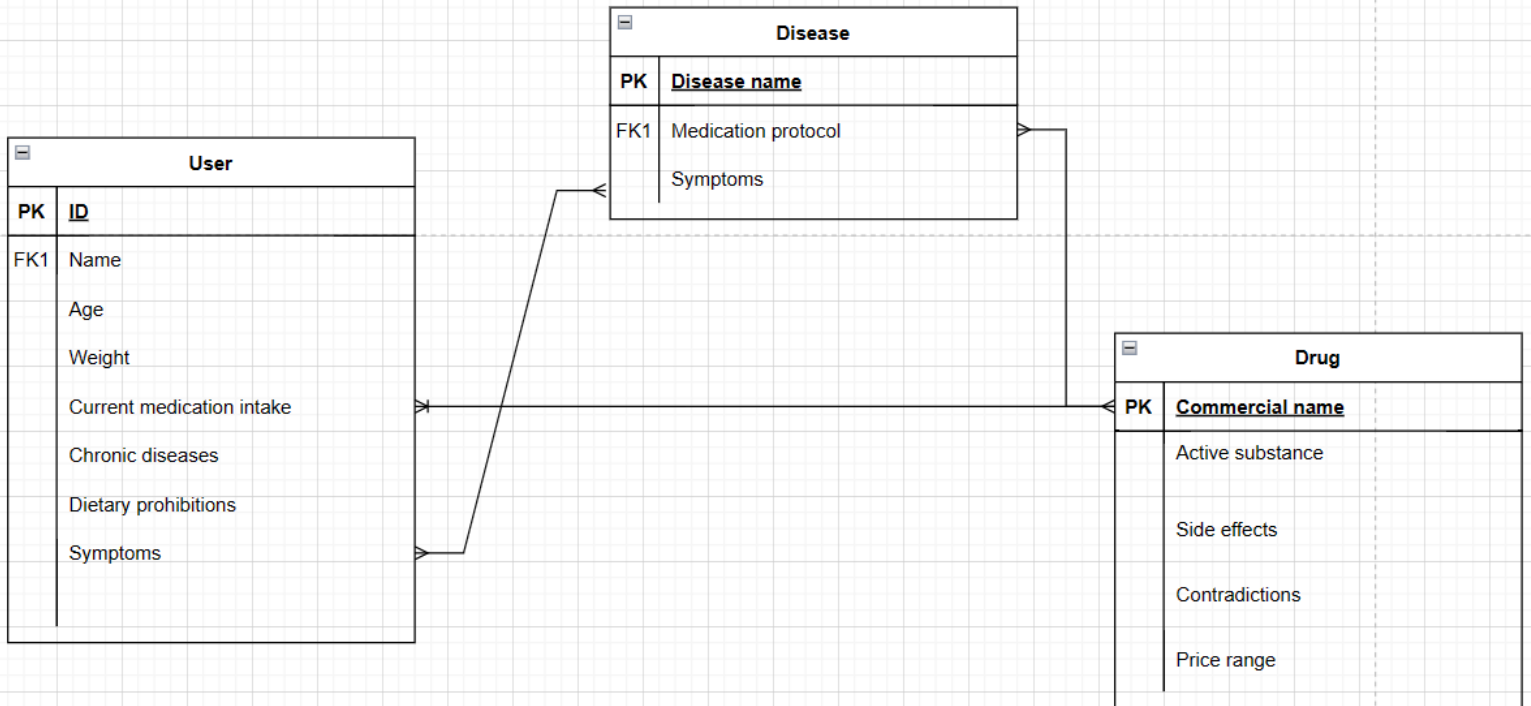 Disease
PK Disease name
FK1 Medication protocol
Symptoms
User
PK ID
FK1 Name
Age
Weight
Current medication intake
Chronic diseases
Dietary prohibitions
Symptoms
Drug
PK Commercial name
Active substance
Side effects
Contradictions
Price range